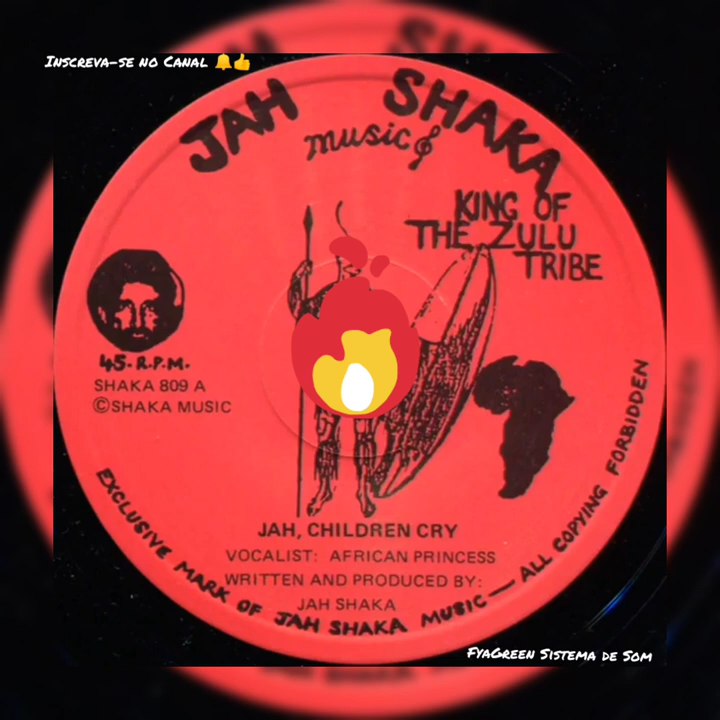 Inscreva-se no Canal 🔔👍
JAH SHAKA
music
KING OF
THE ZULU
TRIBE
45. R.P.M.
SHAKA 809 A
©SHAKA MUSIC
JAH, CHILDREN CRY
VOCALIST: AFRICAN PRINCESS
WRITTEN AND PRODUCED BY:
JAH SHAKA
EXCLUSIVE MARK OF JAH SHAKA MUSIC — ALL COPYING FORBIDDEN
FyaGreen Sistema de Som